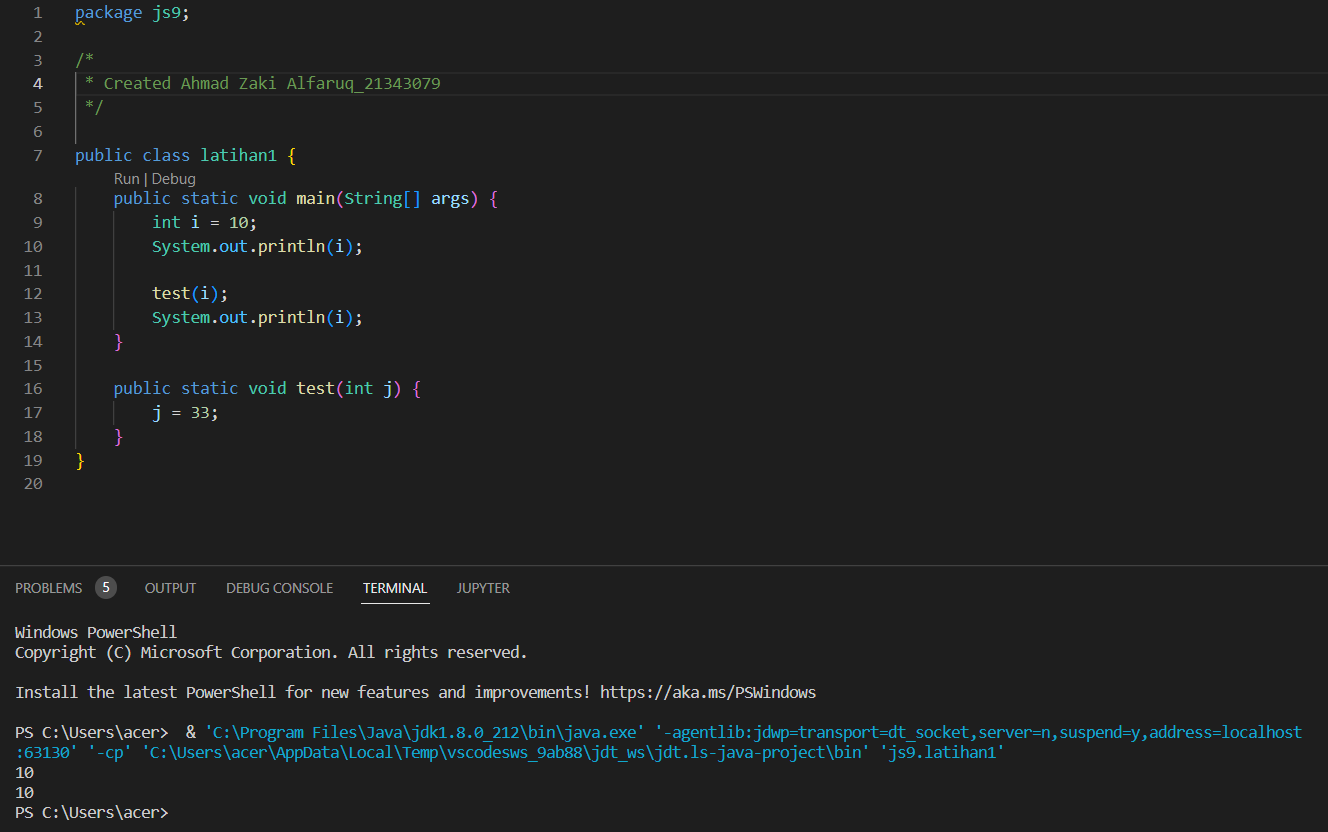 1 package js9;
2
3 /*
4 * Created Ahmad Zaki Alfaruq_21343079
5 */
6
7 public class latihan1 {
Run | Debug
8 public static void main(String[] args) {
9 int i = 10;
10 System.out.println(i);
11
12 test(i);
13 System.out.println(i);
14 }
15
16 public static void test(int j) {
17 j = 33;
18 }
19 }
20
PROBLEMS 5 OUTPUT DEBUG CONSOLE TERMINAL JUPYTER
Windows PowerShell
Copyright (C) Microsoft Corporation. All rights reserved.
Install the latest PowerShell for new features and improvements! https://aka.ms/PSWindows
PS C:\Users\acer>  & 'C:\Program Files\Java\jdk1.8.0_212\bin\java.exe' '-agentlib:jdwp=transport=dt_socket,server=n,suspend=y,address=localhost
:63130' '-cp' 'C:\Users\acer\AppData\Local\Temp\vscodesws_9ab88\jdt_ws\jdt.ls-java-project\bin' 'js9.latihan1'
10
10
PS C:\Users\acer>